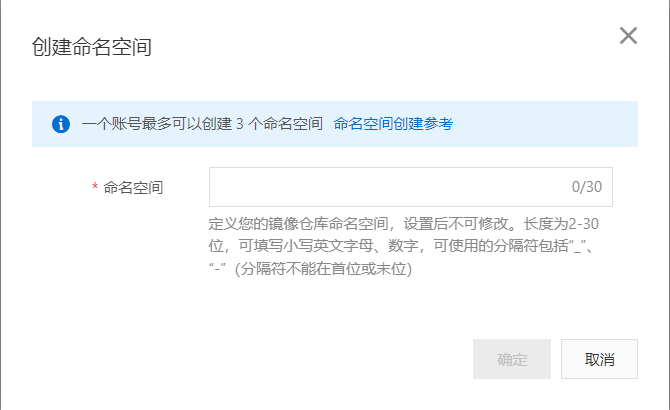 创建命名空间
一个账号最多可以创建 3 个命名空间 命名空间创建参考
* 命名空间
0/30
定义您的镜像仓库命名空间，设置后不可修改。长度为2-30
位，可填写小写英文字母、数字，可使用的分隔符包括“_”、
“-”（分隔符不能在首位或末位）
确定 取消